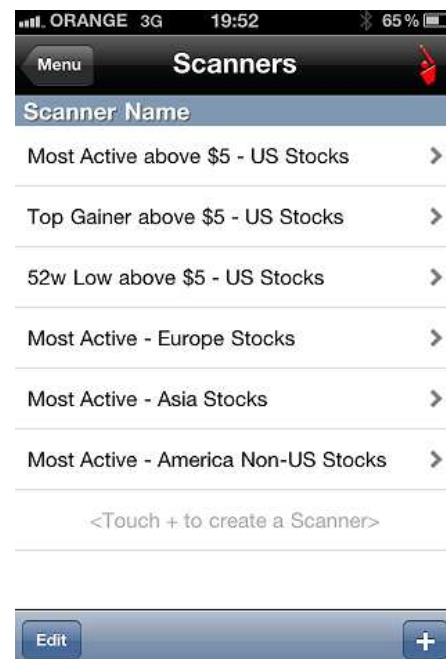 ORANGE 3G 19:52 65%
Menu Scanners
Scanner Name
Most Active above $5 - US Stocks
Top Gainer above $5 - US Stocks
52w Low above $5 - US Stocks
Most Active - Europe Stocks
Most Active - Asia Stocks
Most Active - America Non-US Stocks
<Touch + to create a Scanner>
Edit +